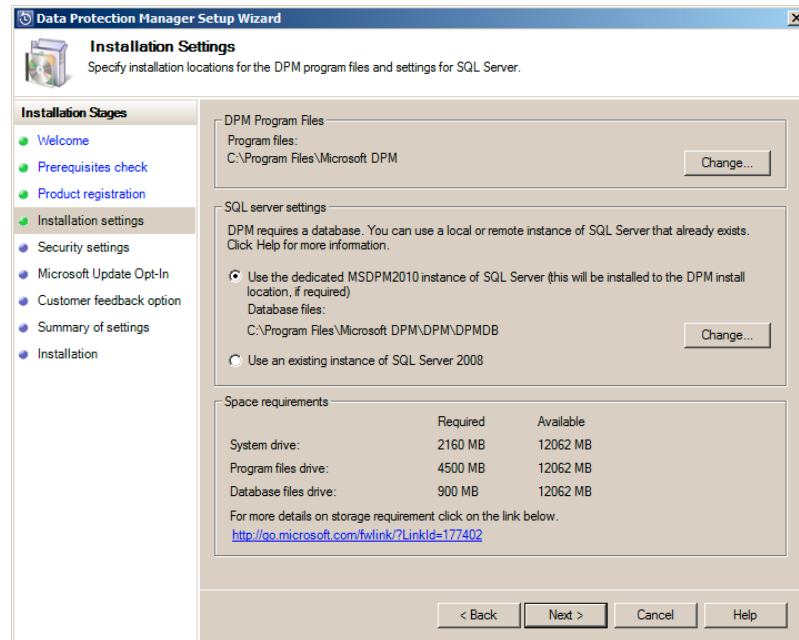 Data Protection Manager Setup Wizard
Installation Settings
Specify installation locations for the DPM program files and settings for SQL Server.
Installation Stages
Welcome
Prerequisites check
Product registration
Installation settings
Security settings
Microsoft Update Opt-In
Customer feedback option
Summary of settings
Installation
DPM Program Files
Program files:
C:\Program Files\Microsoft DPM
Change...
SQL server settings
DPM requires a database. You can use a local or remote instance of SQL Server that already exists.
Click Help for more information.
Use the dedicated MSDPM2010 instance of SQL Server (this will be installed to the DPM install
location, if required)
Database files:
C:\Program Files\Microsoft DPM\DPM\DPMDB
Change...
Use an existing instance of SQL Server 2008
Space requirements
Required Available
System drive: 2160 MB 12062 MB
Program files drive: 4500 MB 12062 MB
Database files drive: 900 MB 12062 MB
For more details on storage requirement click on the link below.
http://go.microsoft.com/fwlink/?LinkId=177402
< Back Next > Cancel Help